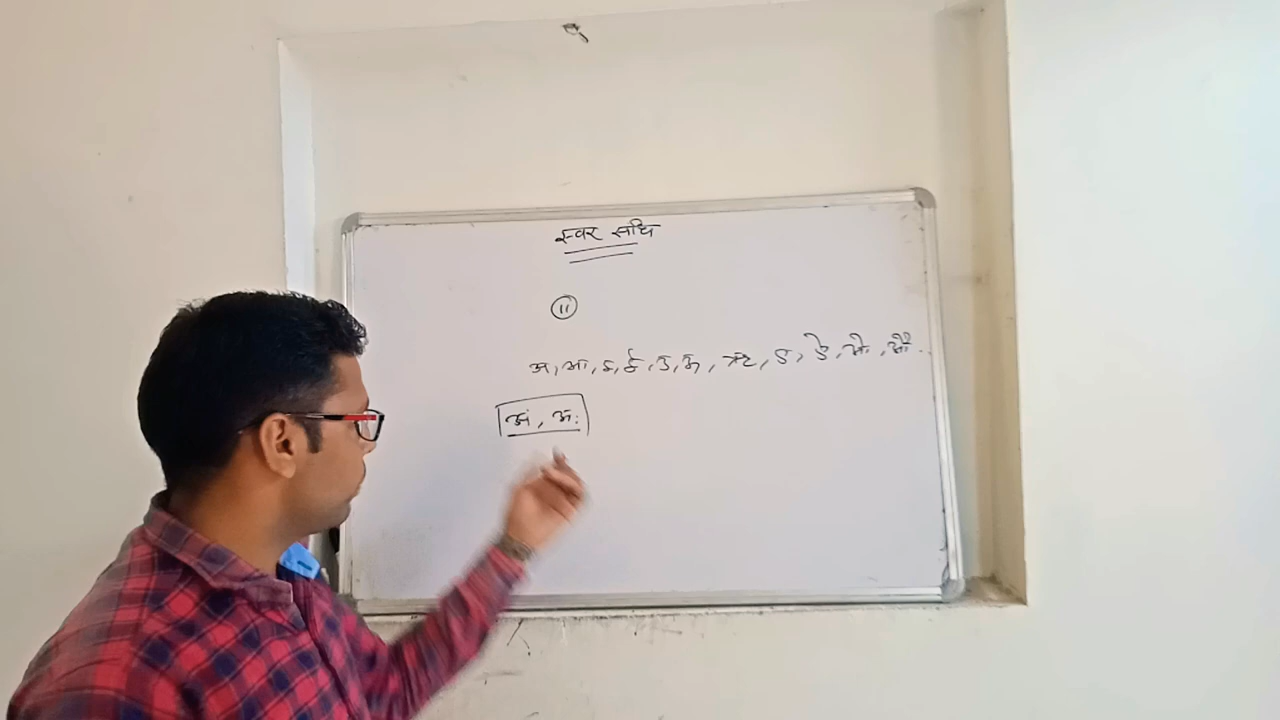 स्वर संधि
11
अ, आ, इ, ई, उ, ऊ, ऋ, ए, ऐ, ओ, औ.
अं, अः